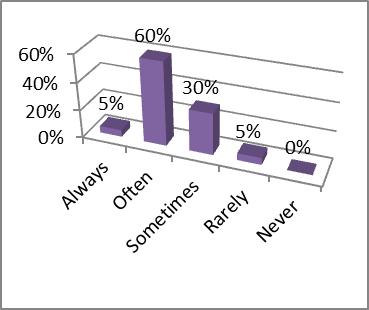 60%
40%
20%
0%
5%
60%
30%
5%
0%
Always
Often
Sometimes
Rarely
Never